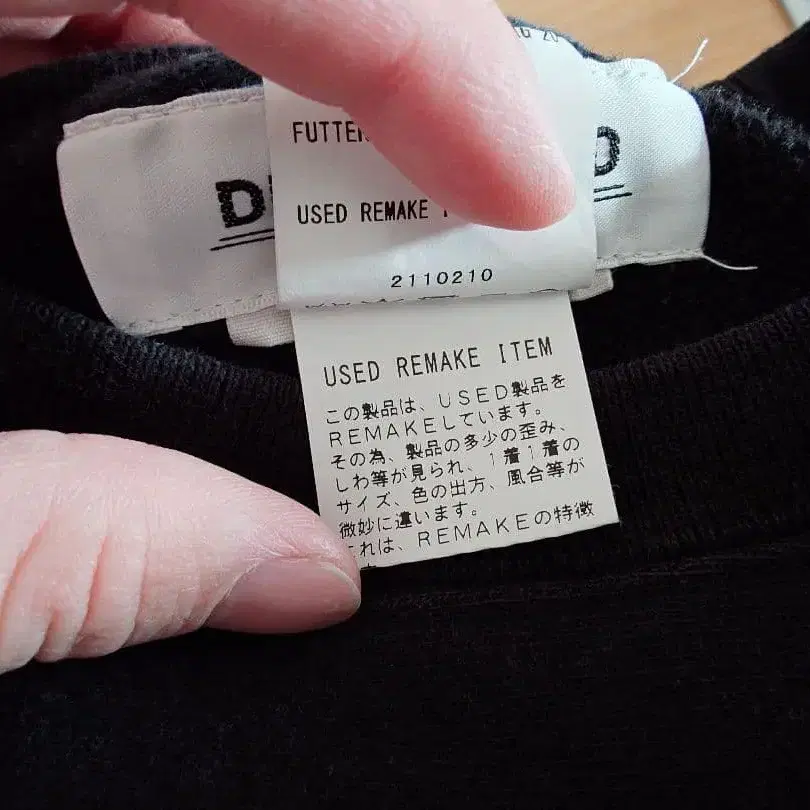 USED REMAKE
2110210
USED REMAKE ITEM
この製品は、USED製品を
REMAKEしています。
その為、製品の多少の歪み、
しわ等が見られ、1着1着の
サイズ、色の出方、風合等が
微妙に違います。
これは、REMAKEの特徴